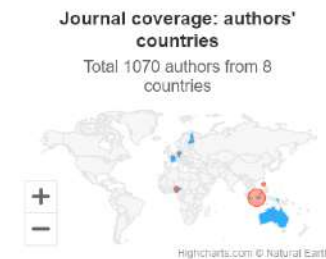 Journal coverage: authors'
countries
Total 1070 authors from 8
countries
+
−
Highcharts.com © Natural Earth